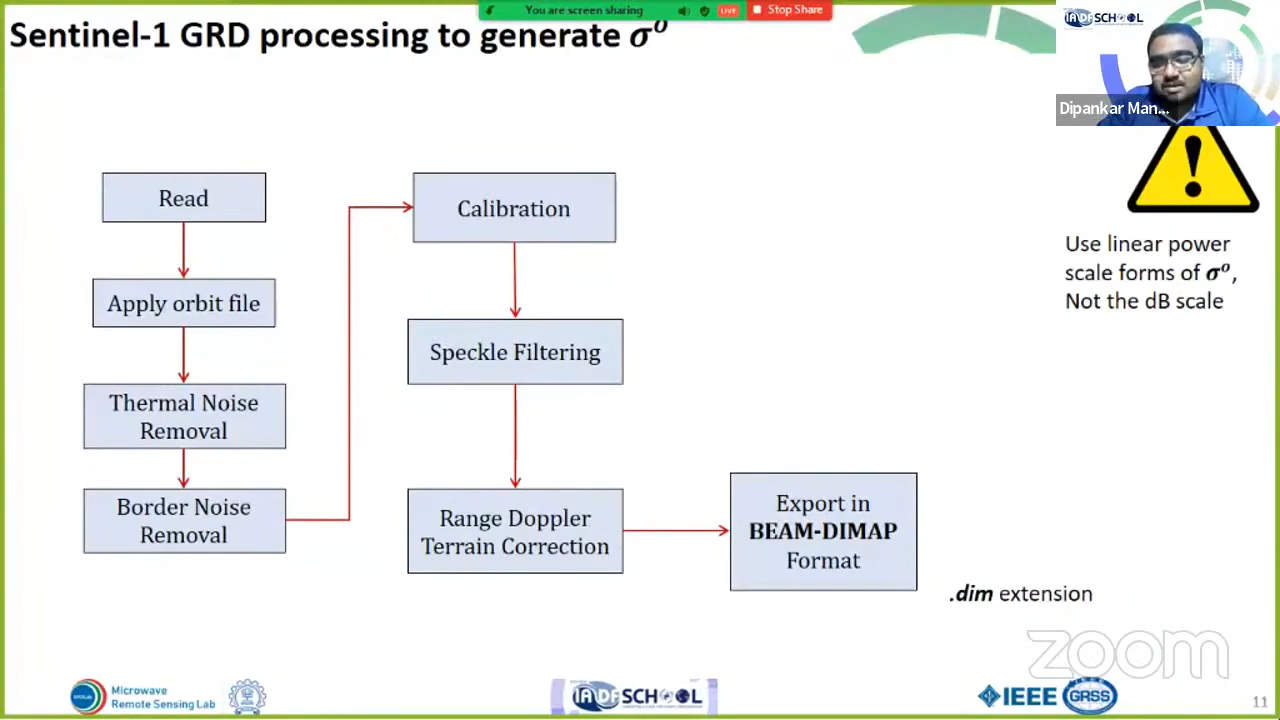 You are screen sharing
LIVE
Stop Share
Sentinel-1 GRD processing to generate σ⁰
IADF SCHOOL
Dipankar Man...
Read
Apply orbit file
Thermal Noise
Removal
Border Noise
Removal
Calibration
Speckle Filtering
Range Doppler
Terrain Correction
Export in
BEAM-DIMAP
Format
.dim extension
Use linear power
scale forms of σ⁰,
Not the dB scale
zoom
Microwave
Remote Sensing Lab
IADF SCHOOL
IEEE GRSS
11